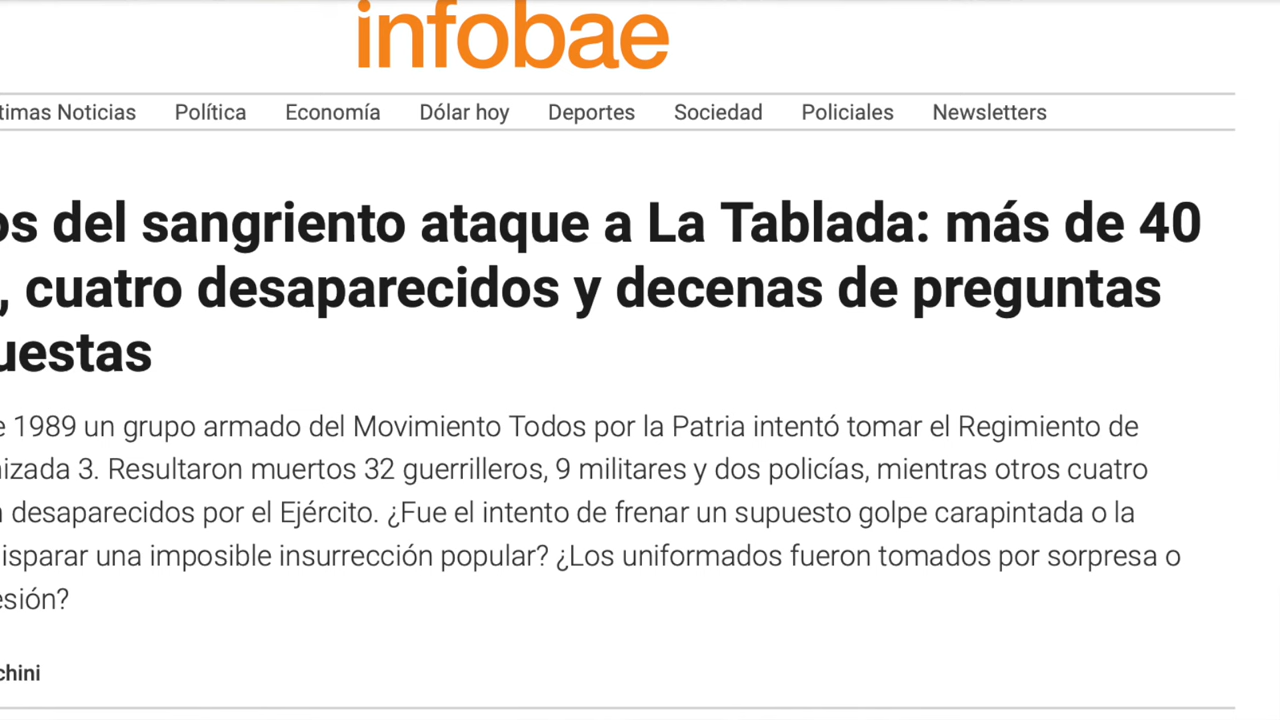 infobae
timas Noticias Política Economía Dólar hoy Deportes Sociedad Policiales Newsletters
os del sangriento ataque a La Tablada: más de 40
, cuatro desaparecidos y decenas de preguntas
uestas
e 1989 un grupo armado del Movimiento Todos por la Patria intentó tomar el Regimiento de
nizada 3. Resultaron muertos 32 guerrilleros, 9 militares y dos policías, mientras otros cuatro
n desaparecidos por el Ejército. ¿Fue el intento de frenar un supuesto golpe carapintada o la
isparar una imposible insurrección popular? ¿Los uniformados fueron tomados por sorpresa o
esión?
chini